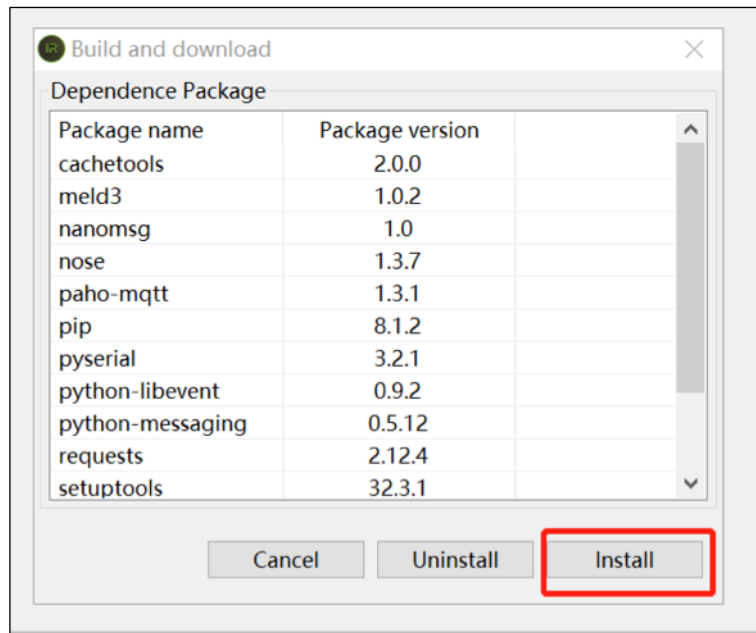 IR Build and download
Dependence Package
Package name Package version
cachetools 2.0.0
meld3 1.0.2
nanomsg 1.0
nose 1.3.7
paho-mqtt 1.3.1
pip 8.1.2
pyserial 3.2.1
python-libevent 0.9.2
python-messaging 0.5.12
requests 2.12.4
setuptools 32.3.1
Cancel Uninstall Install